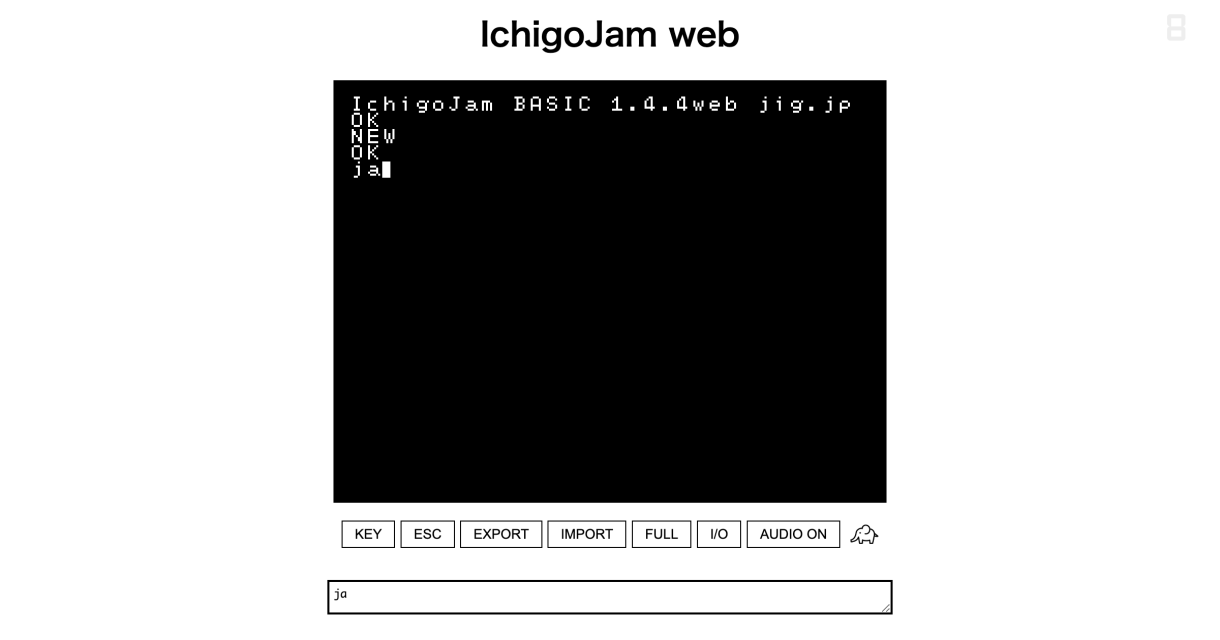 IchigoJam web
8
IchigoJam BASIC 1.4.4web jig.jp
OK
NEW
OK
ja
KEY ESC EXPORT IMPORT FULL I/O AUDIO ON
ja